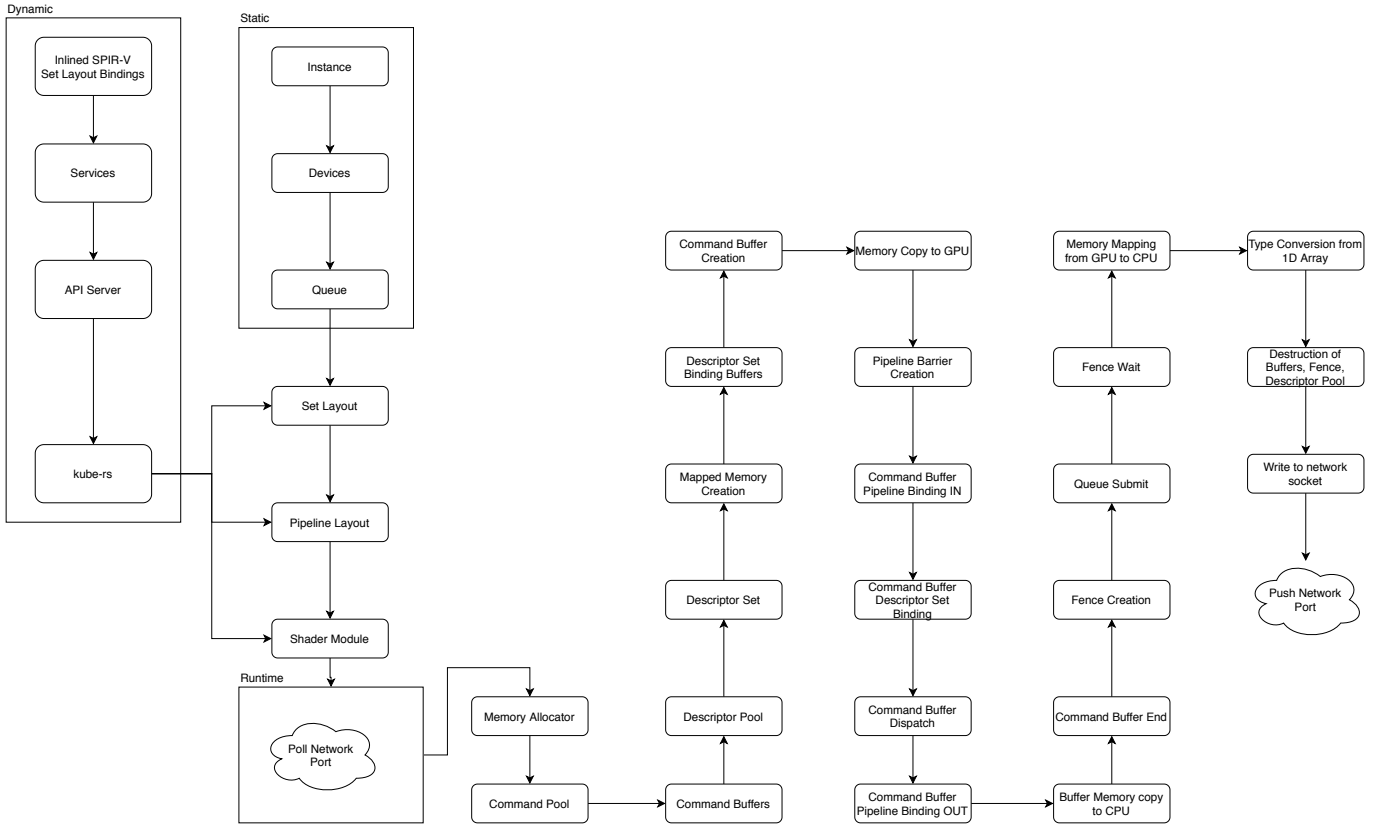 Dynamic
Inlined SPIR-V
Set Layout Bindings
Services
API Server
kube-rs
Static
Instance
Devices
Queue
Set Layout
Pipeline Layout
Shader Module
Runtime
Poll Network
Port
Memory Allocator
Command Pool
Command Buffers
Descriptor Pool
Descriptor Set
Mapped Memory
Creation
Descriptor Set
Binding Buffers
Command Buffer
Creation
Memory Copy to GPU
Pipeline Barrier
Creation
Command Buffer
Pipeline Binding IN
Command Buffer
Descriptor Set
Binding
Command Buffer
Dispatch
Command Buffer
Pipeline Binding OUT
Buffer Memory copy
to CPU
Command Buffer End
Fence Creation
Queue Submit
Fence Wait
Memory Mapping
from GPU to CPU
Type Conversion from
1D Array
Destruction of
Buffers, Fence,
Descriptor Pool
Write to network
socket
Push Network
Port